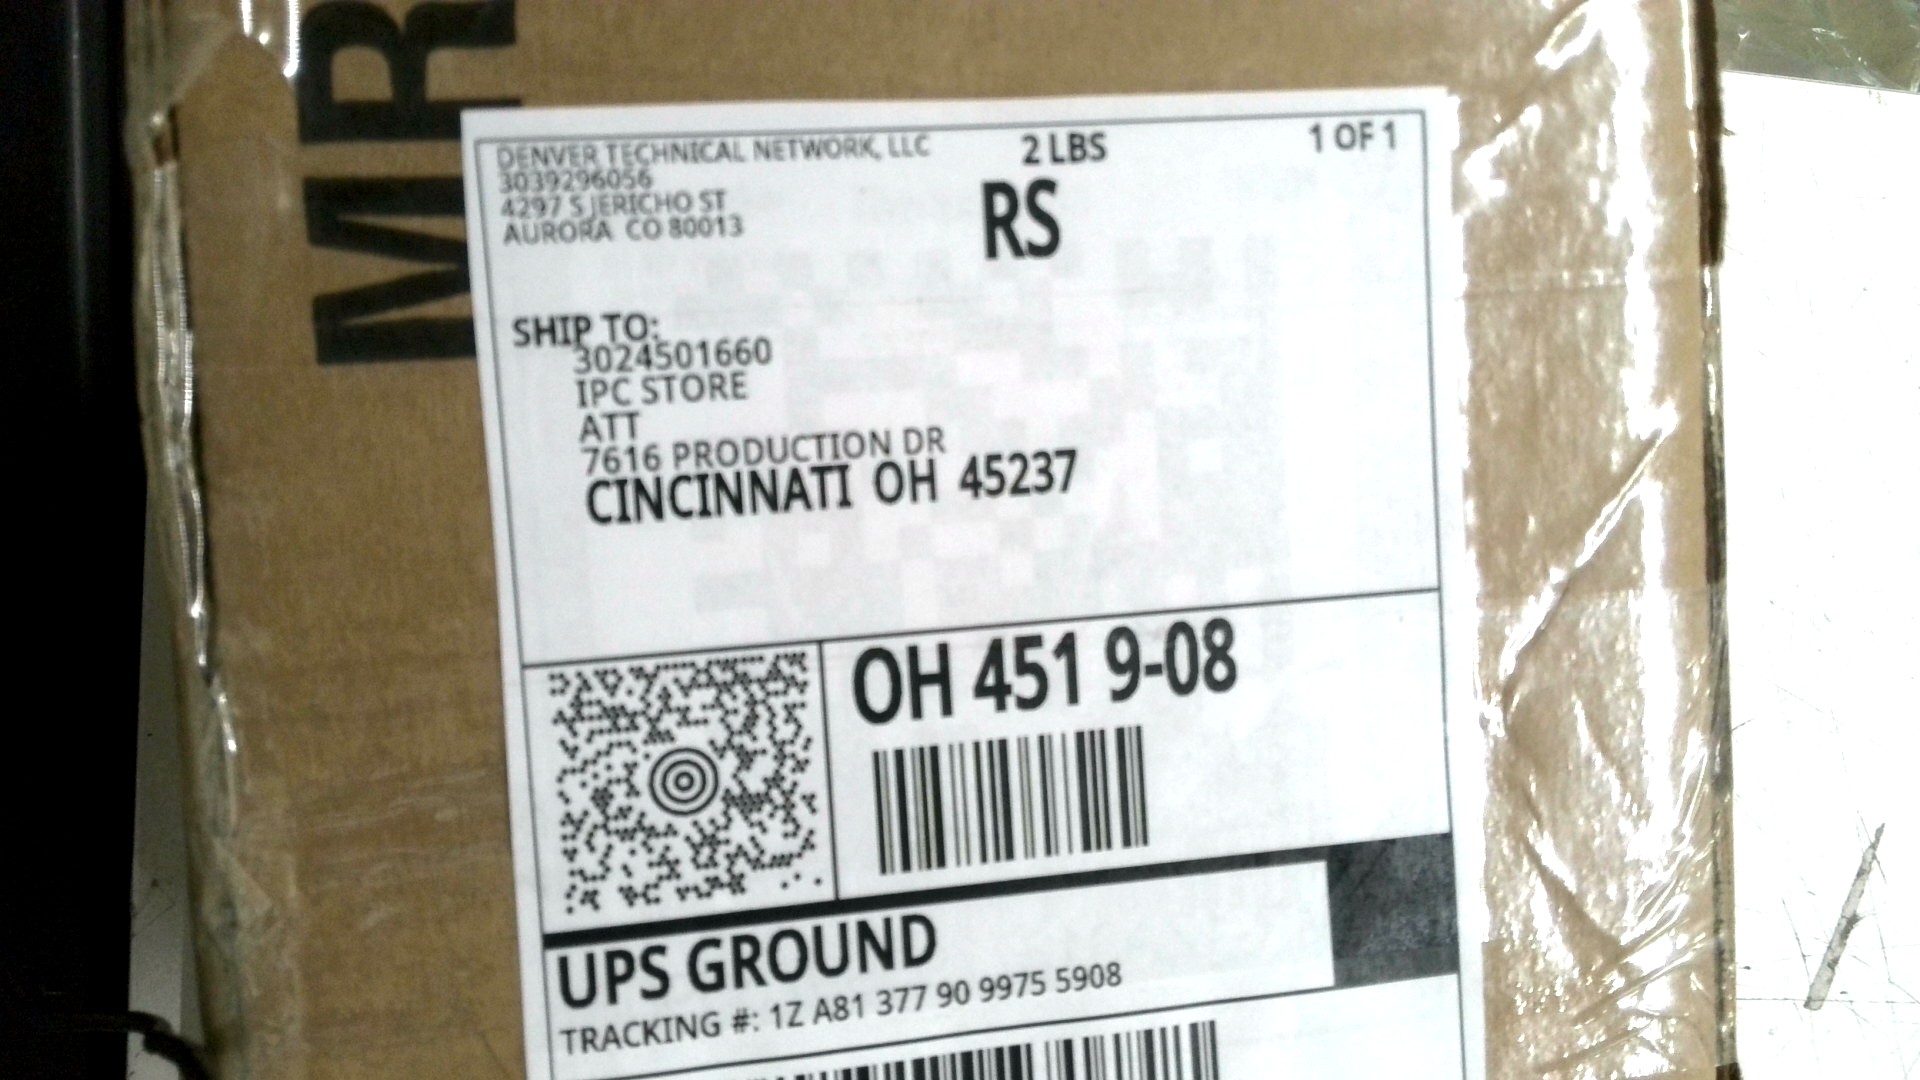 MR
DENVER TECHNICAL NETWORK, LLC
3039296056
4297 S JERICHO ST
AURORA CO 80013
2 LBS
1 OF 1
RS
SHIP TO:
3024501660
IPC STORE
ATT
7616 PRODUCTION DR
CINCINNATI OH 45237
OH 451 9-08
UPS GROUND
TRACKING #: 1Z A81 377 90 9975 5908